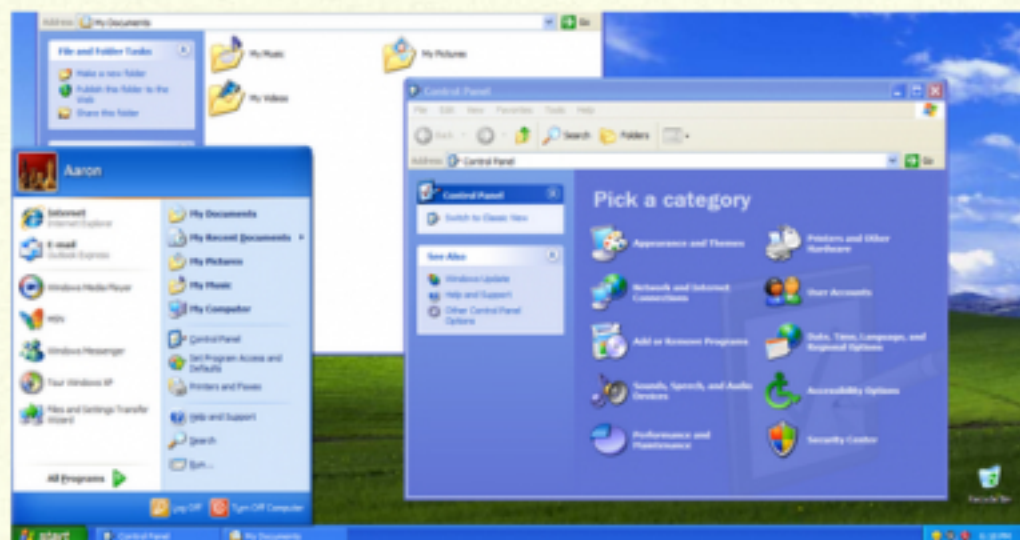 Address My Documents Go
File and Folder Tasks
Make a new folder
Publish this folder to the
Web
Share this folder
My Music
My Pictures
My Videos
Control Panel
File Edit View Favorites Tools Help
Back Search Folders
Address Control Panel Go
Control Panel
Switch to Classic View
See Also
Windows Update
Help and Support
Other Control Panel
Options
Pick a category
Appearance and Themes
Printers and Other
Hardware
Network and Internet
Connections
User Accounts
Add or Remove Programs
Date, Time, Language, and
Regional Options
Sounds, Speech, and Audio
Devices
Accessibility Options
Performance and
Maintenance
Security Center
Aaron
Internet
Internet Explorer
E-mail
Outlook Express
Windows Media Player
MSN
Windows Messenger
Tour Windows XP
Files and Settings Transfer
Wizard
All Programs
My Documents
My Recent Documents
My Pictures
My Music
My Computer
Control Panel
Set Program Access and
Defaults
Printers and Faxes
Help and Support
Search
Run...
Log Off Turn Off Computer
Recycle Bin
start Control Panel My Documents